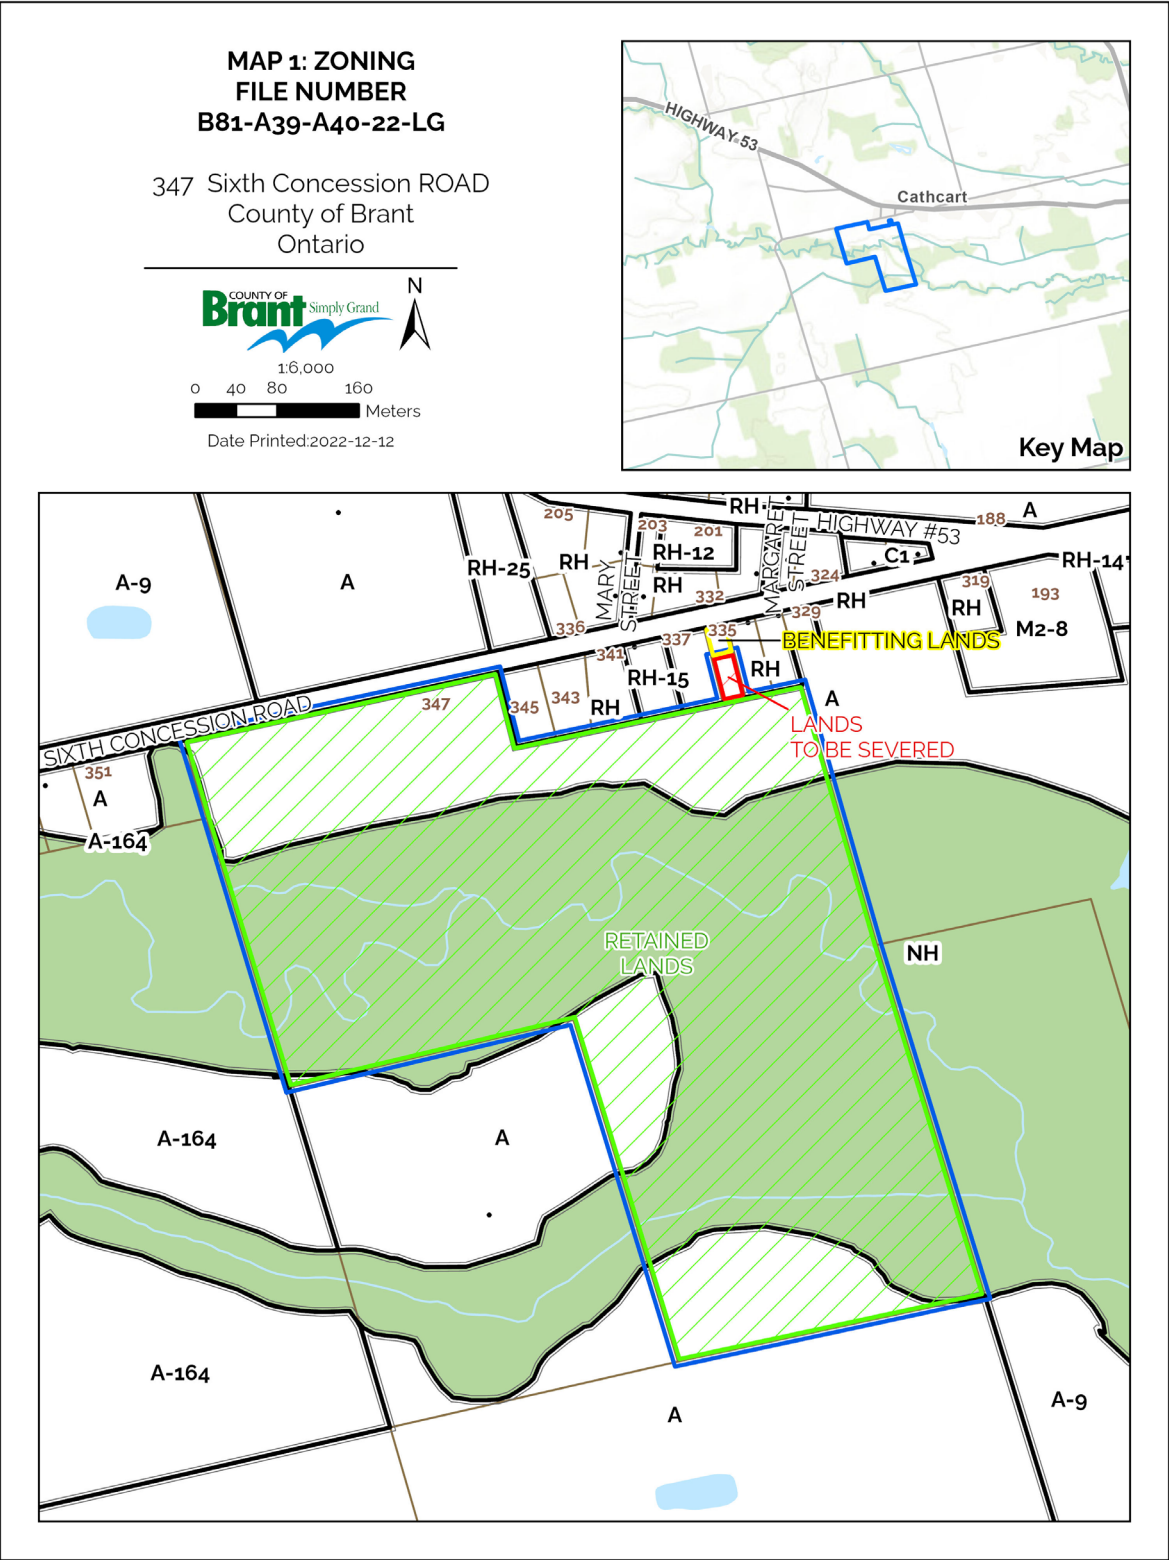 MAP 1: ZONING
FILE NUMBER
B81-A39-A40-22-LG
347 Sixth Concession ROAD
County of Brant
Ontario
COUNTY OF
Brant Simply Grand
N
1:6,000
0 40 80 160
Meters
Date Printed:2022-12-12
HIGHWAY 53
Cathcart
Key Map
A-9
A
RH-25
205
RH
MARY
STREET
203
201
RH-12
RH
332
RH
MARGARET
STREET
HIGHWAY #53
188
A
C1
324
RH-14
319
193
RH
M2-8
RH
329
336
341
337
335
BENEFITTING LANDS
RH-15
RH
343
345
RH
347
SIXTH CONCESSION ROAD
351
A
A-164
A
LANDS
TO BE SEVERED
RETAINED
LANDS
NH
A-164
A
A-164
A
A-9